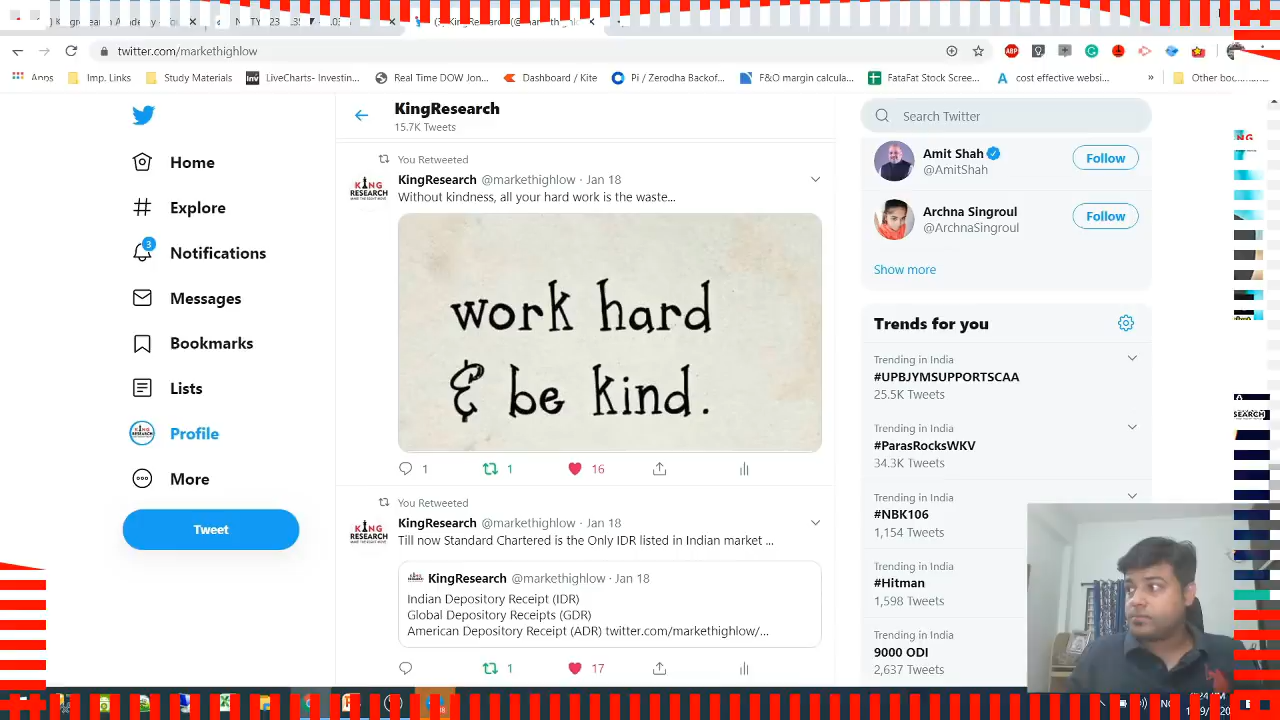 twitter.com/markethighlow
Apps
Imp. Links
Study Materials
LiveCharts- Investin...
Real Time DOW Jon...
Dashboard / Kite
Pi / Zerodha Backof...
F&O margin calcula...
FataFat Stock Scree...
cost effective websi...
»
KingResearch
15.7K Tweets
Search Twitter
Home
Explore
3
Notifications
Messages
Bookmarks
Lists
Profile
More
Tweet
You Retweeted
KingResearch @markethighlow · Jan 18
Without kindness, all your hard work is the waste...
KING
RESEARCH
work hard
& be kind.
1
1
16
You Retweeted
KingResearch @markethighlow · Jan 18
Till now Standard Chartered is the Only IDR listed in Indian market ...
KING
RESEARCH
KingResearch @markethighlow · Jan 18
Indian Depository Receipt (IDR)
Global Depository Receipts (GDR)
American Depository Receipt (ADR) twitter.com/markethighlow/...
1
17
Amit Shah
@AmitShah
Follow
Archna Singroul
@ArchnaSingroul
Follow
Show more
Trends for you
Trending in India
#UPBJYMSUPPORTSCAA
25.5K Tweets
Trending in India
#ParasRocksWKV
34.3K Tweets
Trending in India
#NBK106
1,154 Tweets
Trending in India
#Hitman
1,598 Tweets
Trending in India
9000 ODI
2,637 Tweets